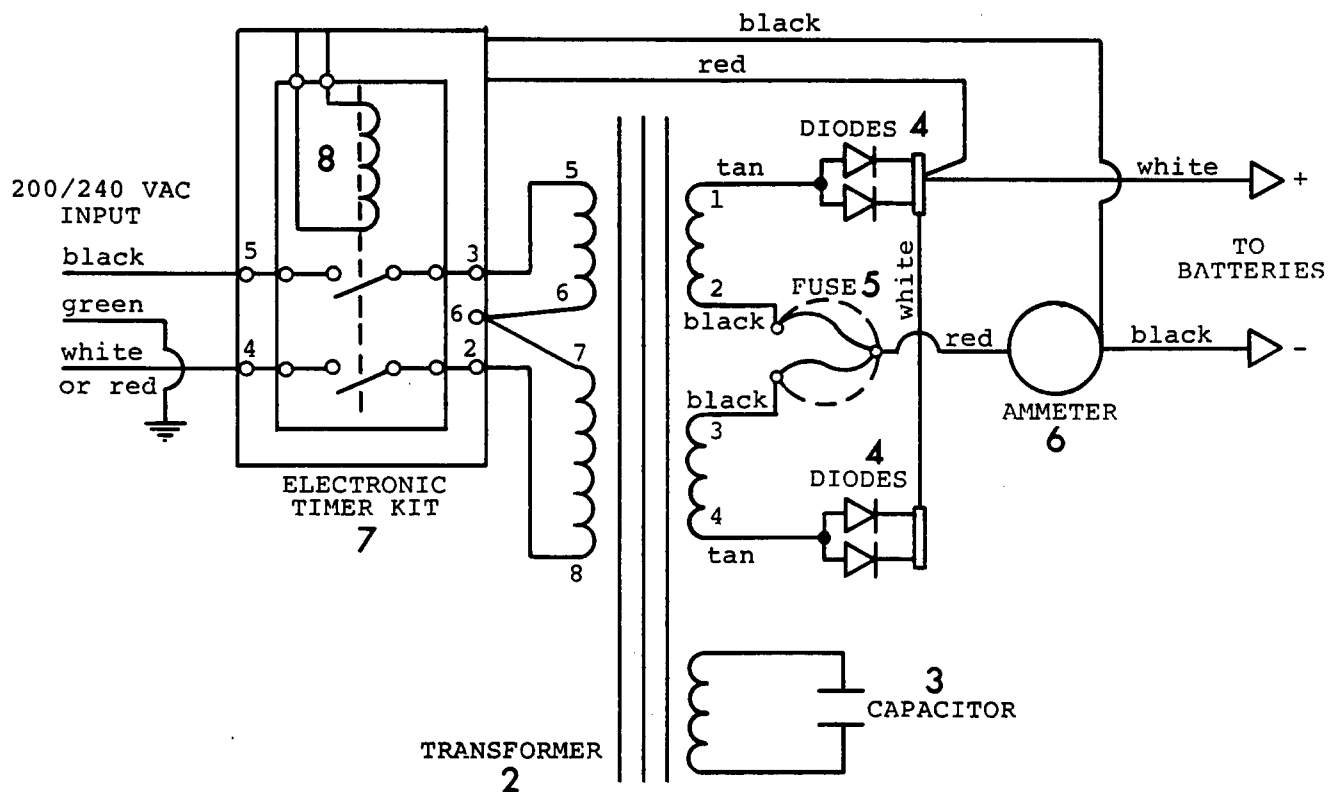 black
red
DIODES 4
8
tan
5
1
white
+
200/240 VAC
INPUT
black
5
3
TO
BATTERIES
green
6
6
2
black
FUSE 5
white
white
or red
4
2
7
red
black
-
black
3
AMMETER
6
ELECTRONIC
TIMER KIT
7
4
DIODES
4
tan
8
3
CAPACITOR
TRANSFORMER
2